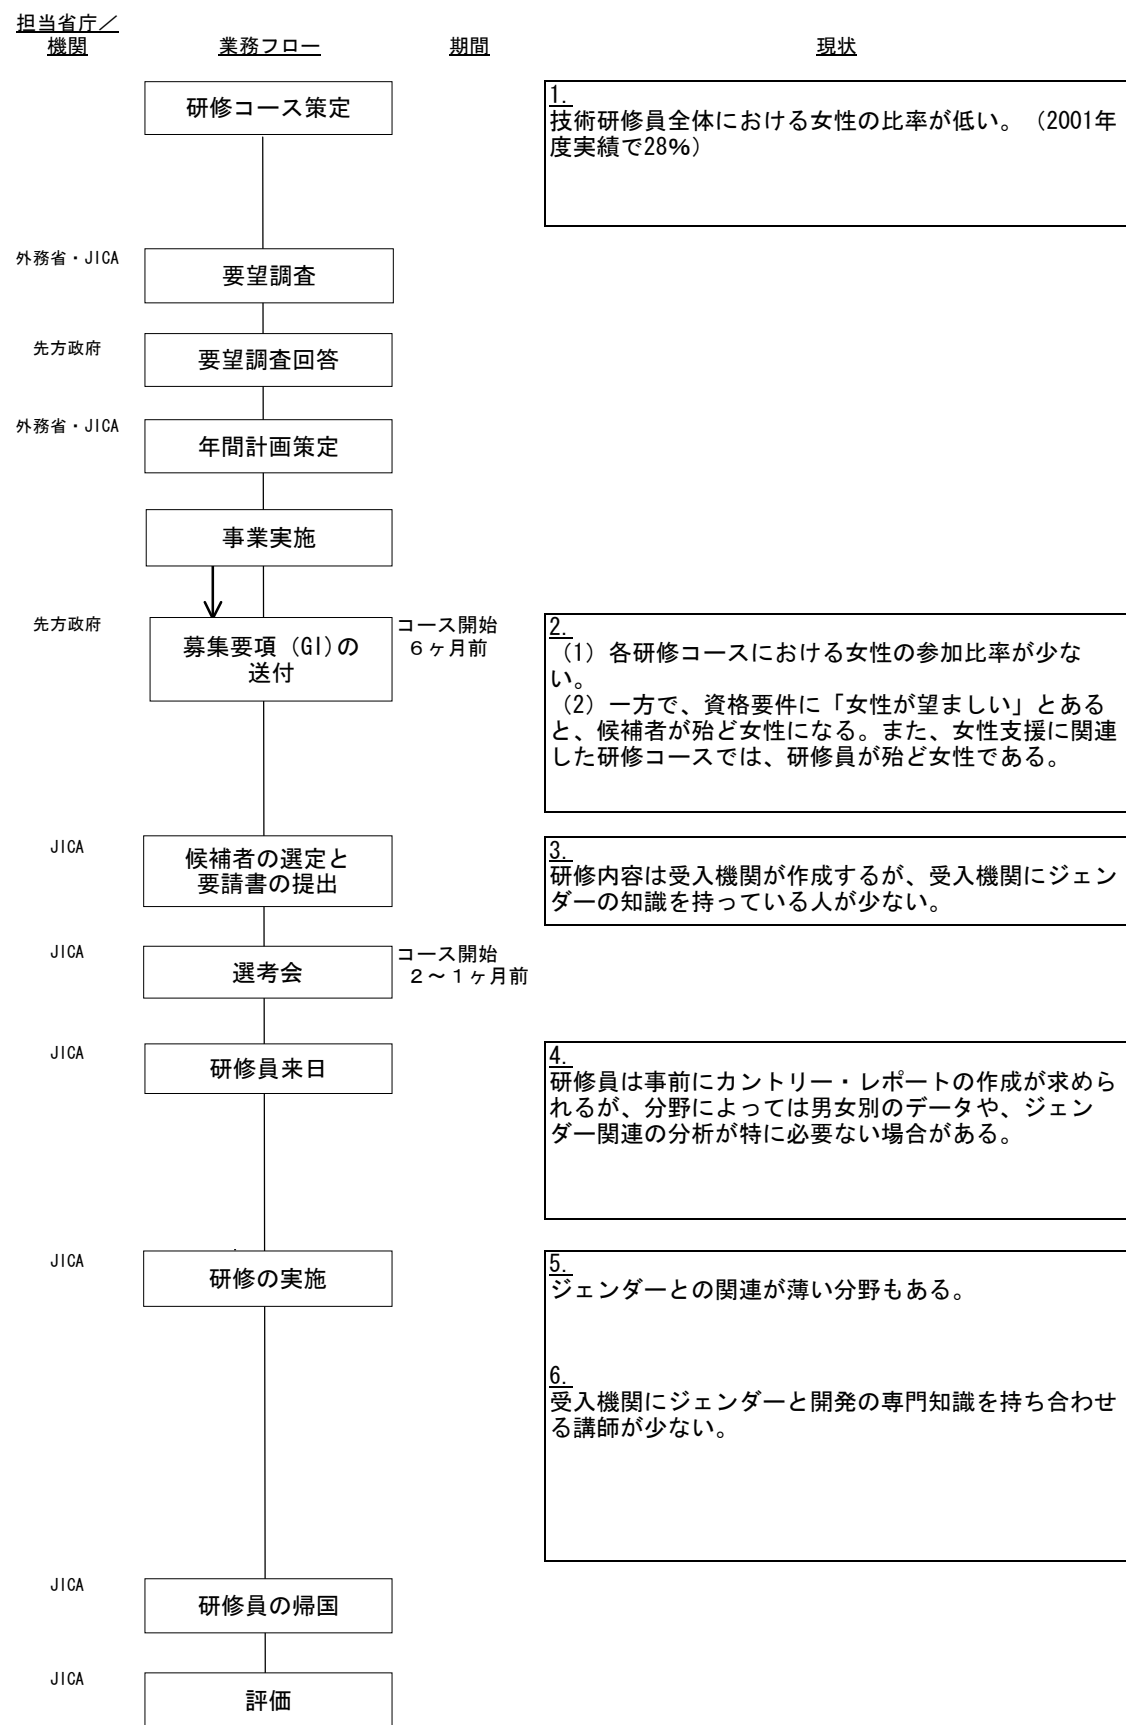 担当省庁／
機関
業務フロー
期間
現状
研修コース策定
1.
技術研修員全体における女性の比率が低い。（2001年
度実績で28%）
外務省・JICA
要望調査
先方政府
要望調査回答
外務省・JICA
年間計画策定
事業実施
先方政府
募集要項（GI)の
送付
コース開始
６ヶ月前
2.
（1）各研修コースにおける女性の参加比率が少な
い。
（2）一方で、資格要件に「女性が望ましい」とある
と、候補者が殆ど女性になる。また、女性支援に関連
した研修コースでは、研修員が殆ど女性である。
JICA
候補者の選定と
要請書の提出
3.
研修内容は受入機関が作成するが、受入機関にジェン
ダーの知識を持っている人が少ない。
JICA
選考会
コース開始
２～１ヶ月前
JICA
研修員来日
4.
研修員は事前にカントリー・レポートの作成が求めら
れるが、分野によっては男女別のデータや、ジェン
ダー関連の分析が特に必要ない場合がある。
JICA
研修の実施
5.
ジェンダーとの関連が薄い分野もある。
6.
受入機関にジェンダーと開発の専門知識を持ち合わせ
る講師が少ない。
JICA
研修員の帰国
JICA
評価